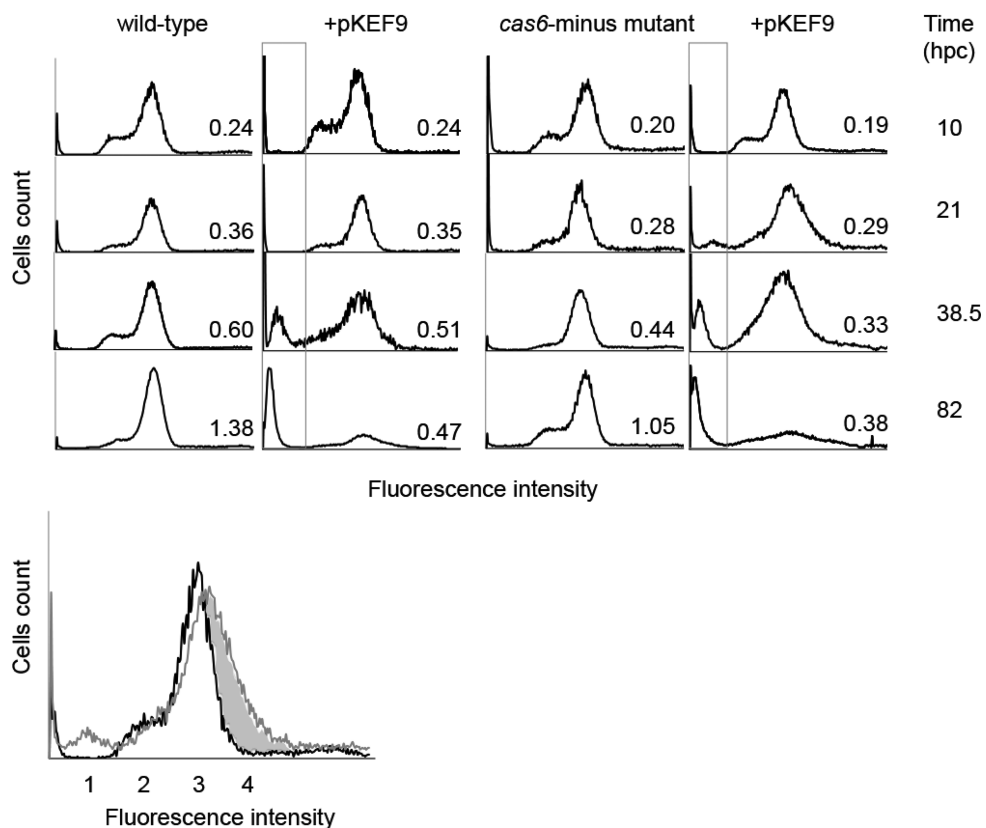 wild-type +pKEF9 cas6-minus mutant +pKEF9 Time
(hpc)
0.24 0.24 0.20 0.19 10
0.36 0.35 0.28 0.29 21
0.60 0.51 0.44 0.33 38.5
1.38 0.47 1.05 0.38 82
Cells count
Fluorescence intensity
Cells count
1 2 3 4
Fluorescence intensity